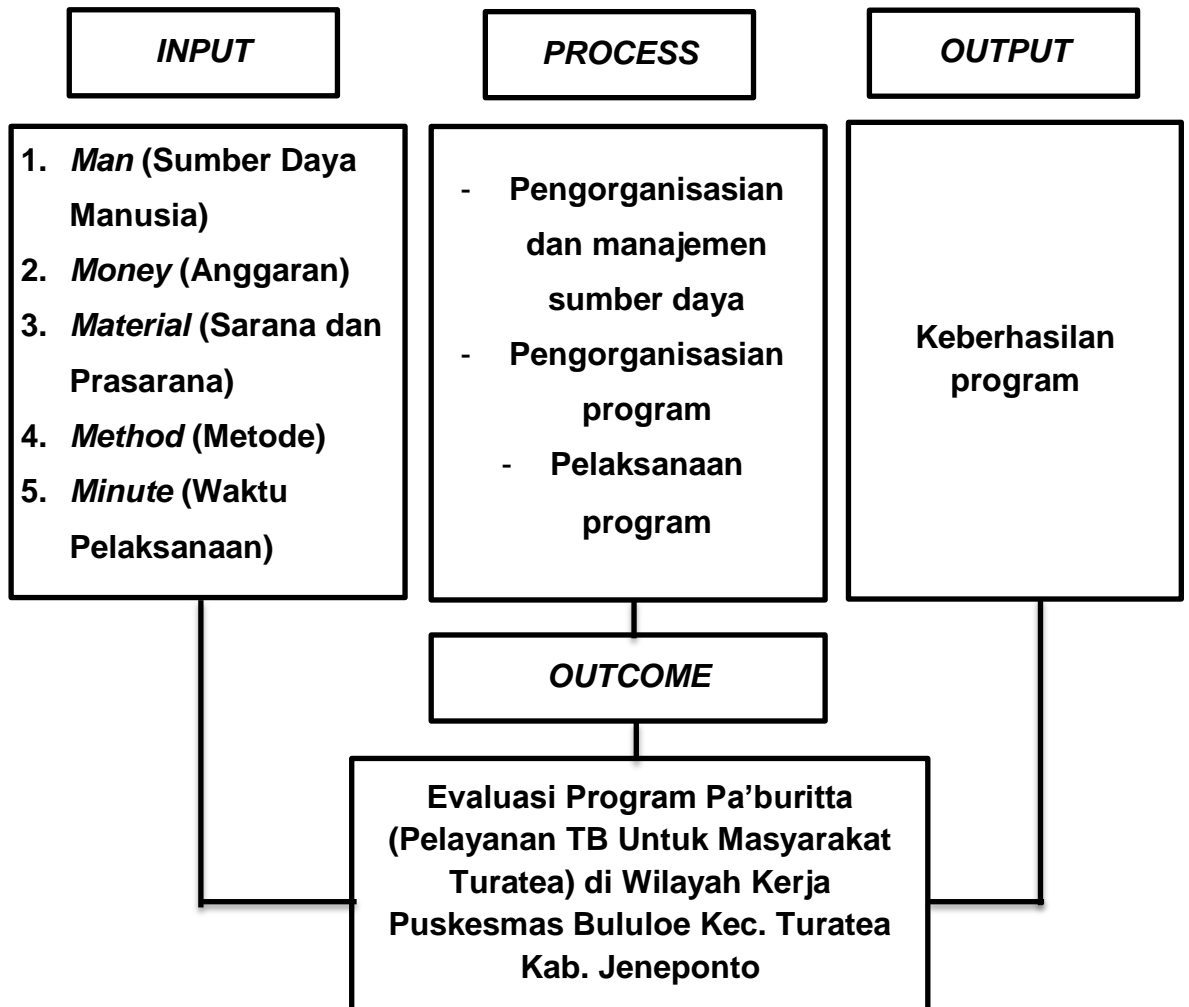 INPUT
PROCESS
OUTPUT
1. Man (Sumber Daya
Manusia)
2. Money (Anggaran)
3. Material (Sarana dan
Prasarana)
4. Method (Metode)
5. Minute (Waktu
Pelaksanaan)
- Pengorganisasian
dan manajemen
sumber daya
- Pengorganisasian
program
- Pelaksanaan
program
Keberhasilan
program
OUTCOME
Evaluasi Program Pa’buritta
(Pelayanan TB Untuk Masyarakat
Turatea) di Wilayah Kerja
Puskesmas Bululoe Kec. Turatea
Kab. Jeneponto